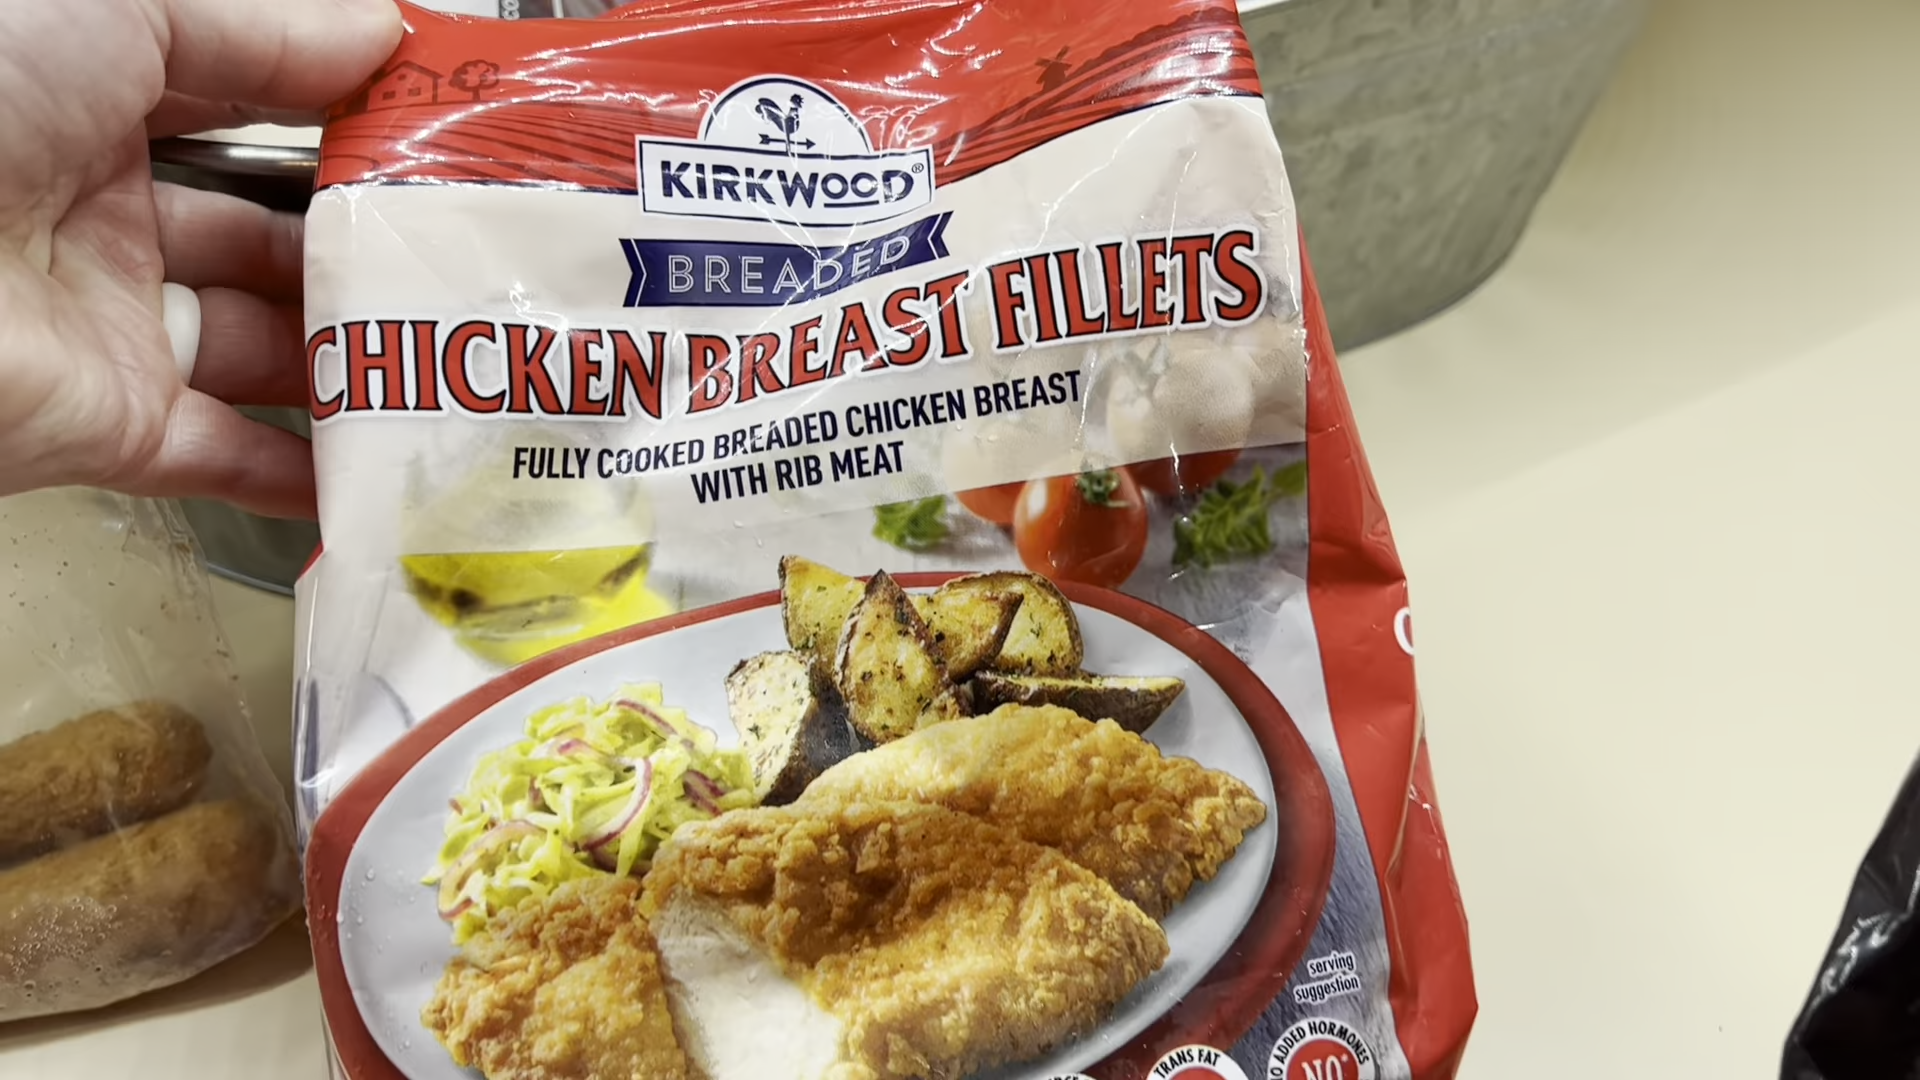 KIRKWOOD®
BREADED
CHICKEN BREAST FILLETS
FULLY COOKED BREADED CHICKEN BREAST
WITH RIB MEAT
serving
suggestion
TRANS FAT
ADDED HORMONES
NO*